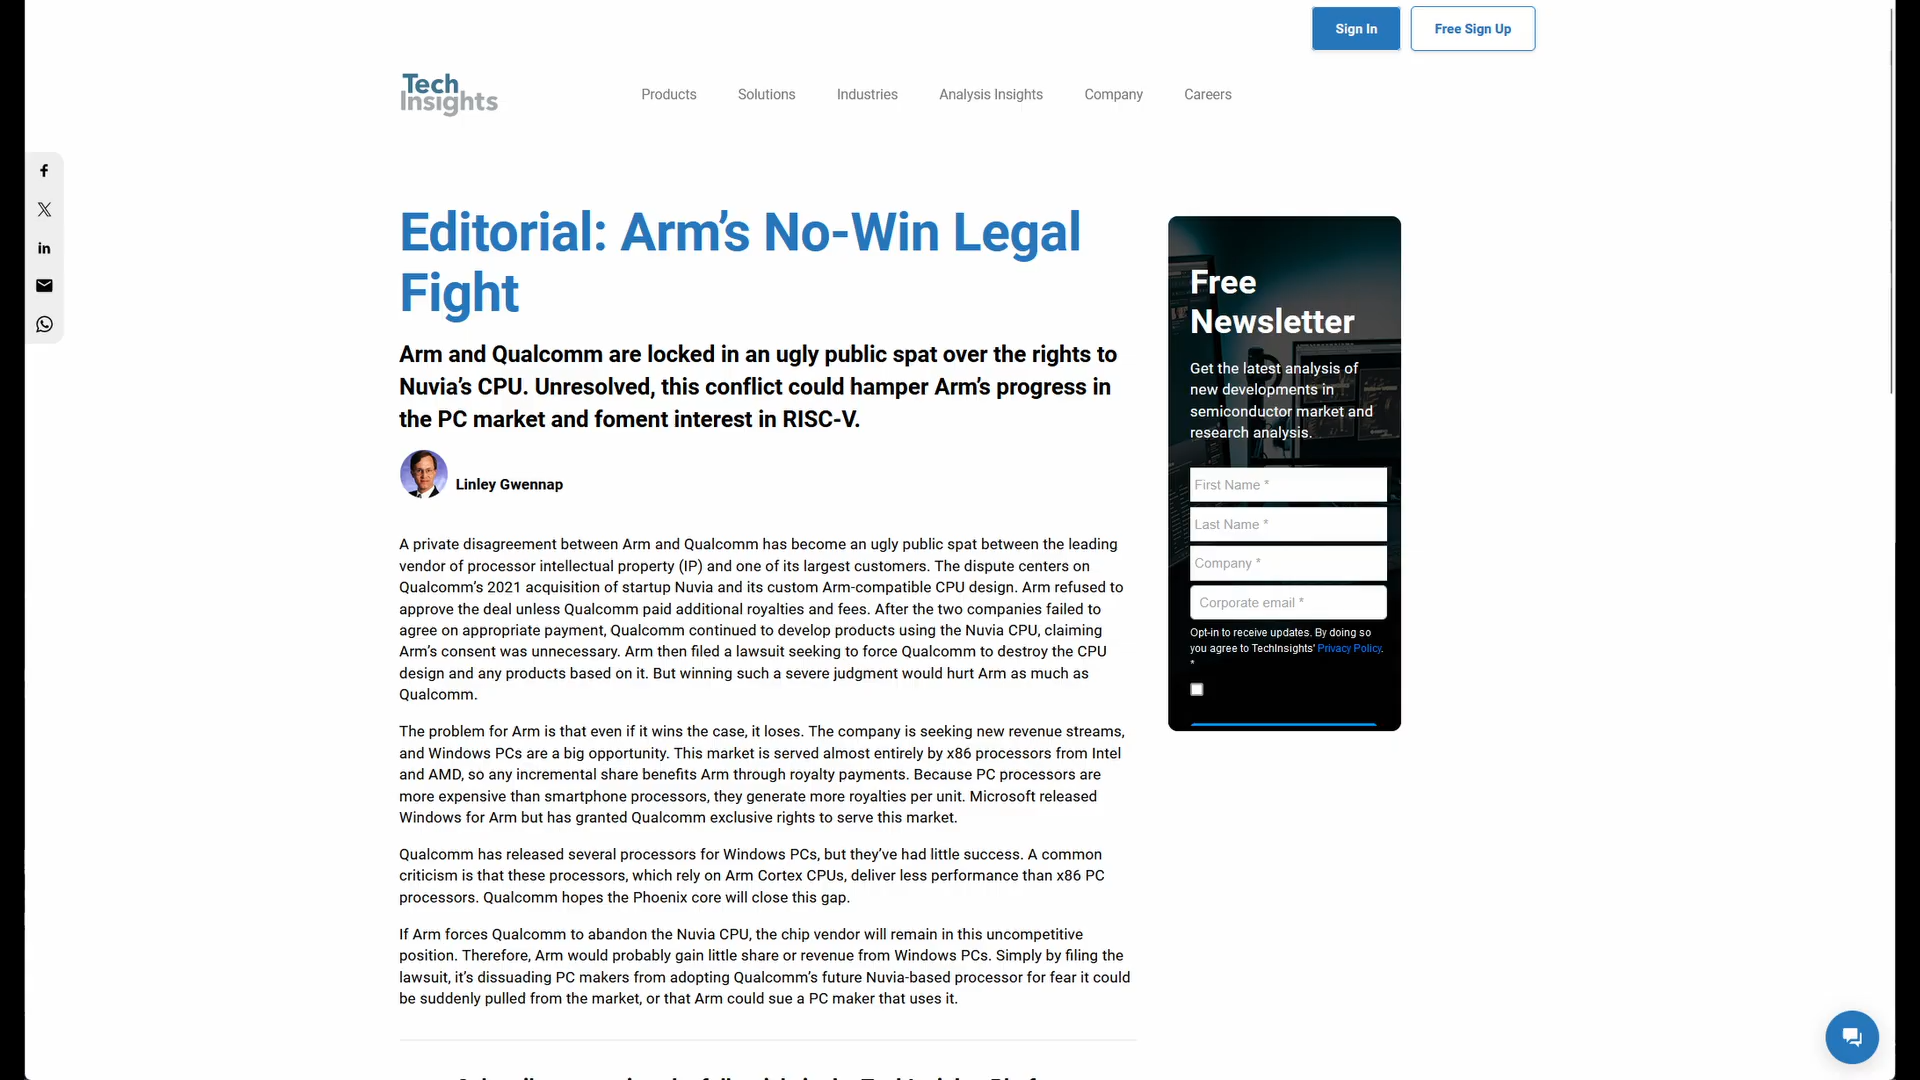 Sign In
Free Sign Up
Tech
Insights
Products
Solutions
Industries
Analysis Insights
Company
Careers
Editorial: Arm’s No-Win Legal
Fight
Arm and Qualcomm are locked in an ugly public spat over the rights to
Nuvia’s CPU. Unresolved, this conflict could hamper Arm’s progress in
the PC market and foment interest in RISC-V.
Linley Gwennap
A private disagreement between Arm and Qualcomm has become an ugly public spat between the leading
vendor of processor intellectual property (IP) and one of its largest customers. The dispute centers on
Qualcomm’s 2021 acquisition of startup Nuvia and its custom Arm-compatible CPU design. Arm refused to
approve the deal unless Qualcomm paid additional royalties and fees. After the two companies failed to
agree on appropriate payment, Qualcomm continued to develop products using the Nuvia CPU, claiming
Arm’s consent was unnecessary. Arm then filed a lawsuit seeking to force Qualcomm to destroy the CPU
design and any products based on it. But winning such a severe judgment would hurt Arm as much as
Qualcomm.
The problem for Arm is that even if it wins the case, it loses. The company is seeking new revenue streams,
and Windows PCs are a big opportunity. This market is served almost entirely by x86 processors from Intel
and AMD, so any incremental share benefits Arm through royalty payments. Because PC processors are
more expensive than smartphone processors, they generate more royalties per unit. Microsoft released
Windows for Arm but has granted Qualcomm exclusive rights to serve this market.
Qualcomm has released several processors for Windows PCs, but they’ve had little success. A common
criticism is that these processors, which rely on Arm Cortex CPUs, deliver less performance than x86 PC
processors. Qualcomm hopes the Phoenix core will close this gap.
If Arm forces Qualcomm to abandon the Nuvia CPU, the chip vendor will remain in this uncompetitive
position. Therefore, Arm would probably gain little share or revenue from Windows PCs. Simply by filing the
lawsuit, it’s dissuading PC makers from adopting Qualcomm’s future Nuvia-based processor for fear it could
be suddenly pulled from the market, or that Arm could sue a PC maker that uses it.
Free
Newsletter
Get the latest analysis of
new developments in
semiconductor market and
research analysis.
First Name *
Last Name *
Company *
Corporate email *
Opt-in to receive updates. By doing so
you agree to TechInsights’ Privacy Policy.
*